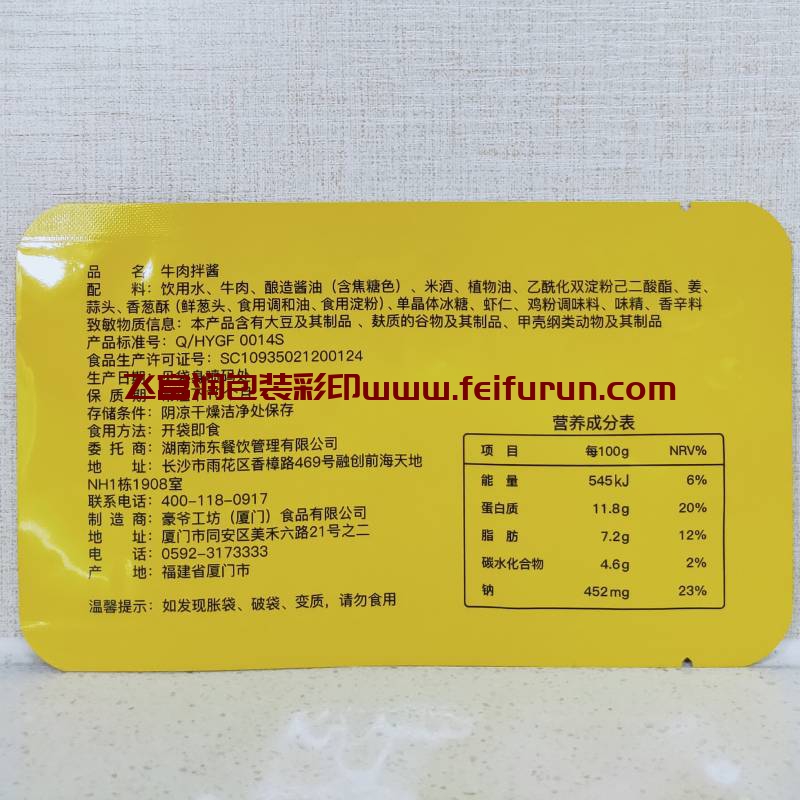 品 名：牛肉拌酱
配 料：饮用水、牛肉、酿造酱油（含焦糖色）、米酒、植物油、乙酰化双淀粉己二酸酯、姜、
蒜头、香葱酥（鲜葱头、食用调和油、食用淀粉）、单晶体冰糖、虾仁、鸡粉调味料、味精、香辛料
致敏物质信息：本产品含有大豆及其制品、麸质的谷物及其制品、甲壳纲类动物及其制品
产品标准号：Q/HYGF 0014S
食品生产许可证号：SC10935021200124
生产日期：见袋身喷码处
飞富润包装彩印www.feifurun.com
保 质 期：
存储条件：阴凉干燥洁净处保存
食用方法：开袋即食
委 托 商：湖南沛东餐饮管理有限公司
地 址：长沙市雨花区香樟路469号融创前海天地
NH1栋1908室
联系电话：400-118-0917
制 造 商：豪爷工坊（厦门）食品有限公司
地 址：厦门市同安区美禾六路21号之二
电 话：0592-3173333
产 地：福建省厦门市
温馨提示：如发现胀袋、破袋、变质，请勿食用
营养成分表
项 目 每100g NRV%
能 量 545kJ 6%
蛋白质 11.8g 20%
脂 肪 7.2g 12%
碳水化合物 4.6g 2%
钠 452mg 23%